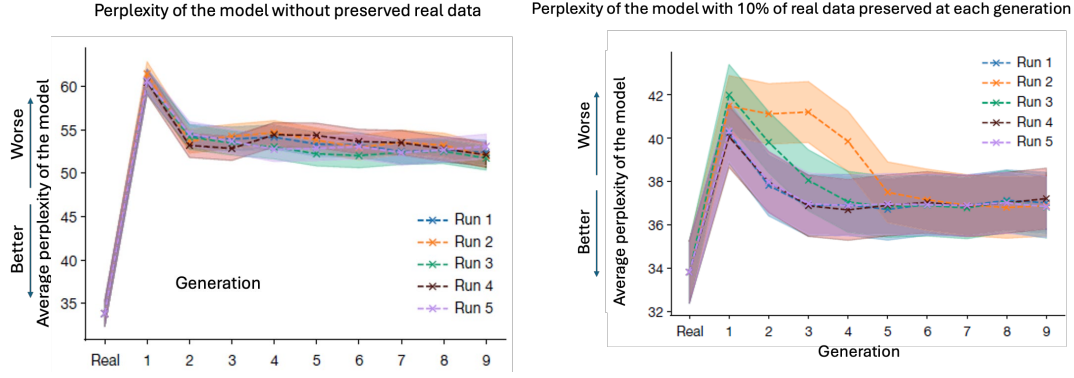 Perplexity of the model without preserved real data
Worse
Better
Average perplexity of the model
60
55
50
45
40
35
Run 1
Run 2
Run 3
Run 4
Run 5
Generation
Real 1 2 3 4 5 6 7 8 9
Perplexity of the model with 10% of real data preserved at each generation
Worse
Better
Average perplexity of the model
42
40
38
36
34
32
Run 1
Run 2
Run 3
Run 4
Run 5
Real 1 2 3 4 5 6 7 8 9
Generation